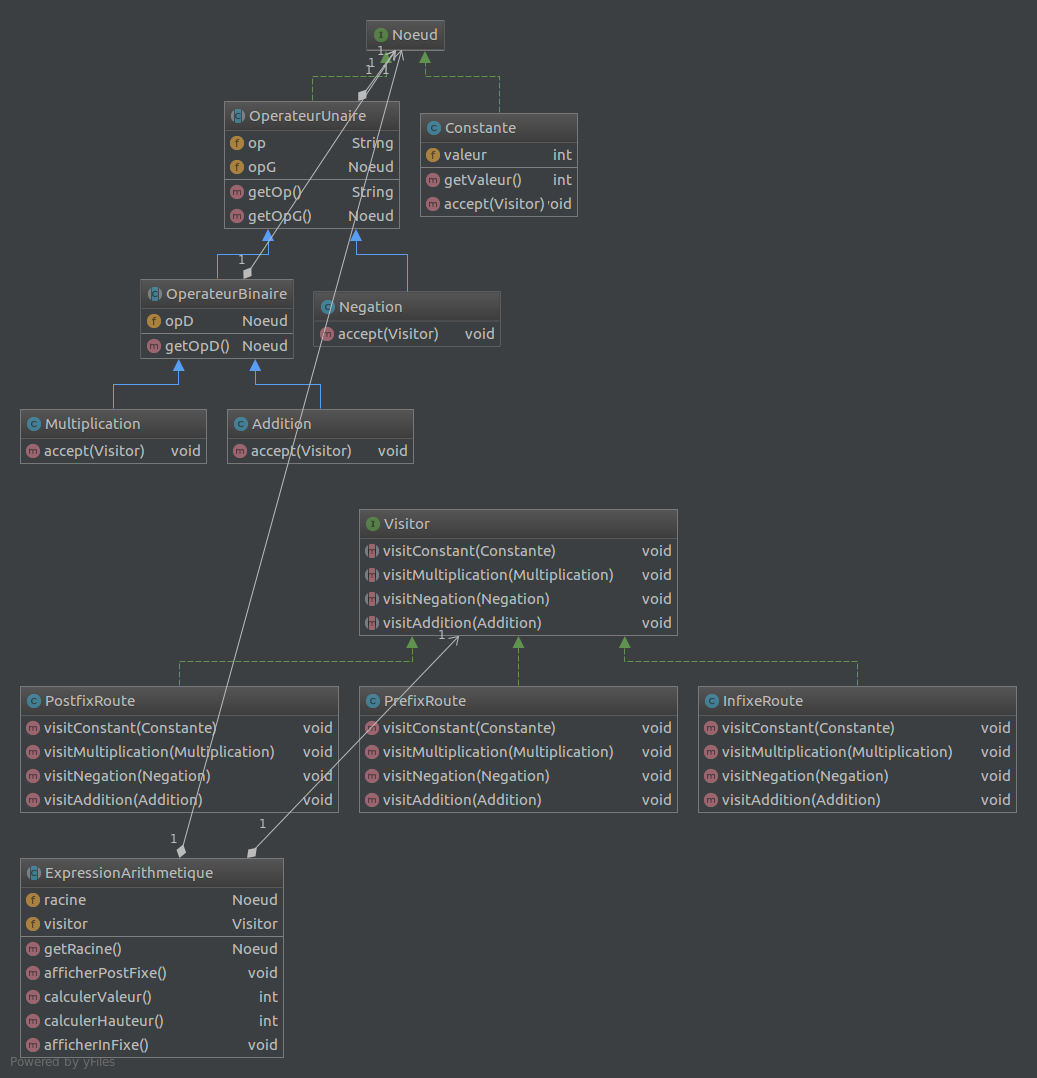 Noeud
1
1
1
1
OperateurUnaire
op String
opG Noeud
getOp() String
getOpG() Noeud
Constante
valeur int
getValeur() int
accept(Visitor) void
1
OperateurBinaire
opD Noeud
getOpD() Noeud
Negation
accept(Visitor) void
Multiplication
accept(Visitor) void
Addition
accept(Visitor) void
Visitor
visitConstant(Constante) void
visitMultiplication(Multiplication) void
visitNegation(Negation) void
visitAddition(Addition) void
1
PostfixRoute
visitConstant(Constante) void
visitMultiplication(Multiplication) void
visitNegation(Negation) void
visitAddition(Addition) void
PrefixRoute
visitConstant(Constante) void
visitMultiplication(Multiplication) void
visitNegation(Negation) void
visitAddition(Addition) void
InfixeRoute
visitConstant(Constante) void
visitMultiplication(Multiplication) void
visitNegation(Negation) void
visitAddition(Addition) void
1
1
ExpressionArithmetique
racine Noeud
visitor Visitor
getRacine() Noeud
afficherPostFixe() void
calculerValeur() int
calculerHauteur() int
afficherInFixe() void
Powered by yFiles